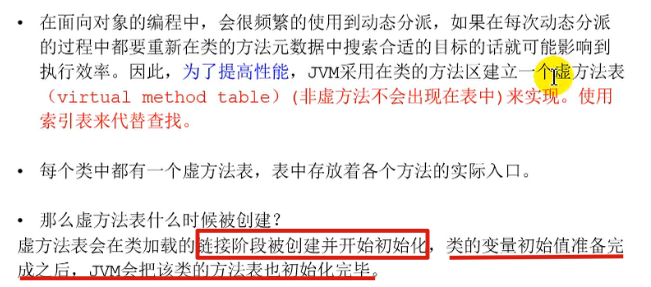 • 在面向对象的编程中，会很频繁的使用到动态分派，如果在每次动态分派
的过程中都要重新在类的方法元数据中搜索合适的目标的话就可能影响到
执行效率。因此，为了提高性能，JVM采用在类的方法区建立一个虚方法表
（virtual method table）(非虚方法不会出现在表中)来实现。使用
索引表来代替查找。
• 每个类中都有一个虚方法表，表中存放着各个方法的实际入口。
• 那么虚方法表什么时候被创建？
虚方法表会在类加载的链接阶段被创建并开始初始化，类的变量初始值准备完
成之后，JVM会把该类的方法表也初始化完毕。